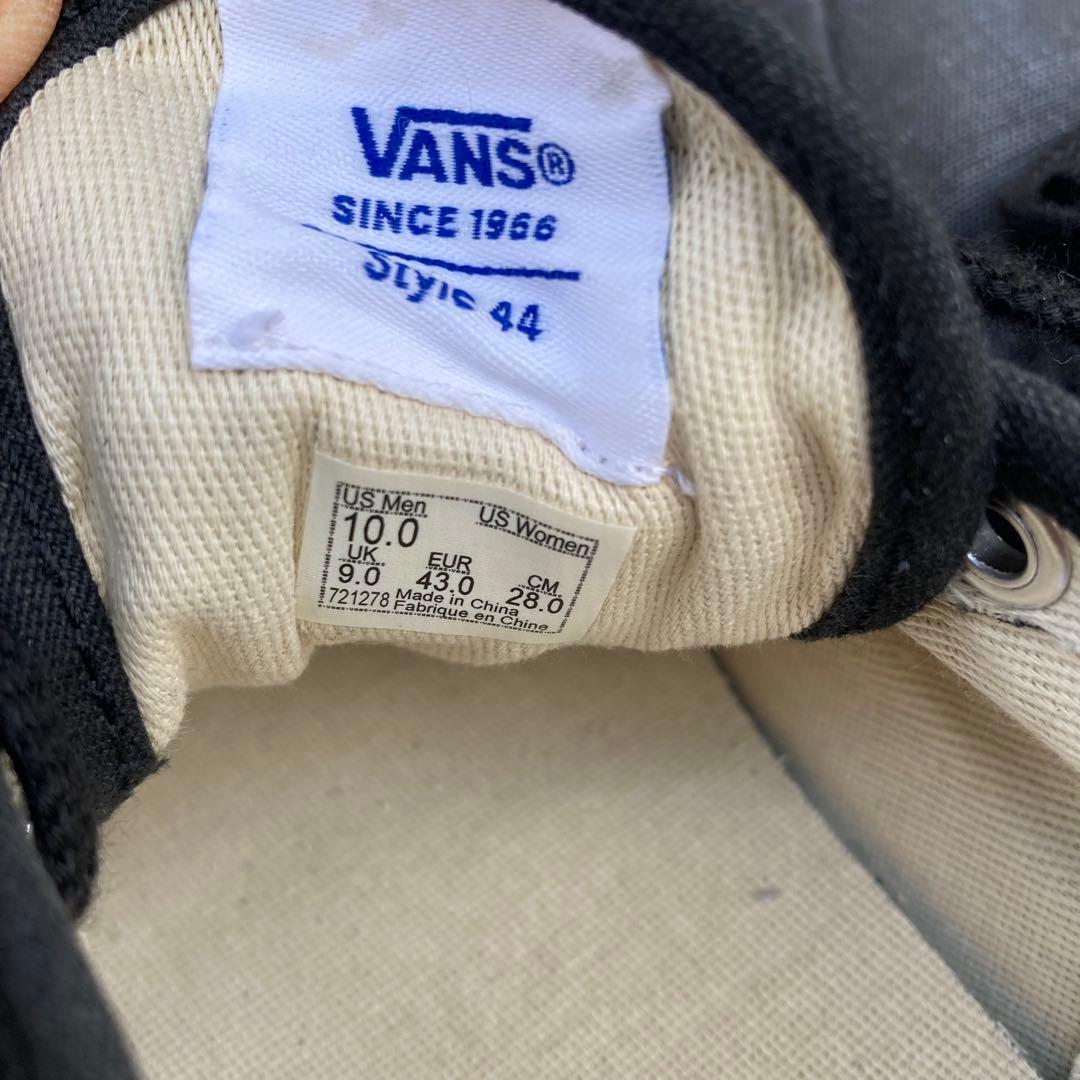 VANS®
SINCE 1966
Style 44
US Men US Women
10.0
UK EUR CM
9.0 43.0 28.0
721278 Made in China
Fabrique en Chine